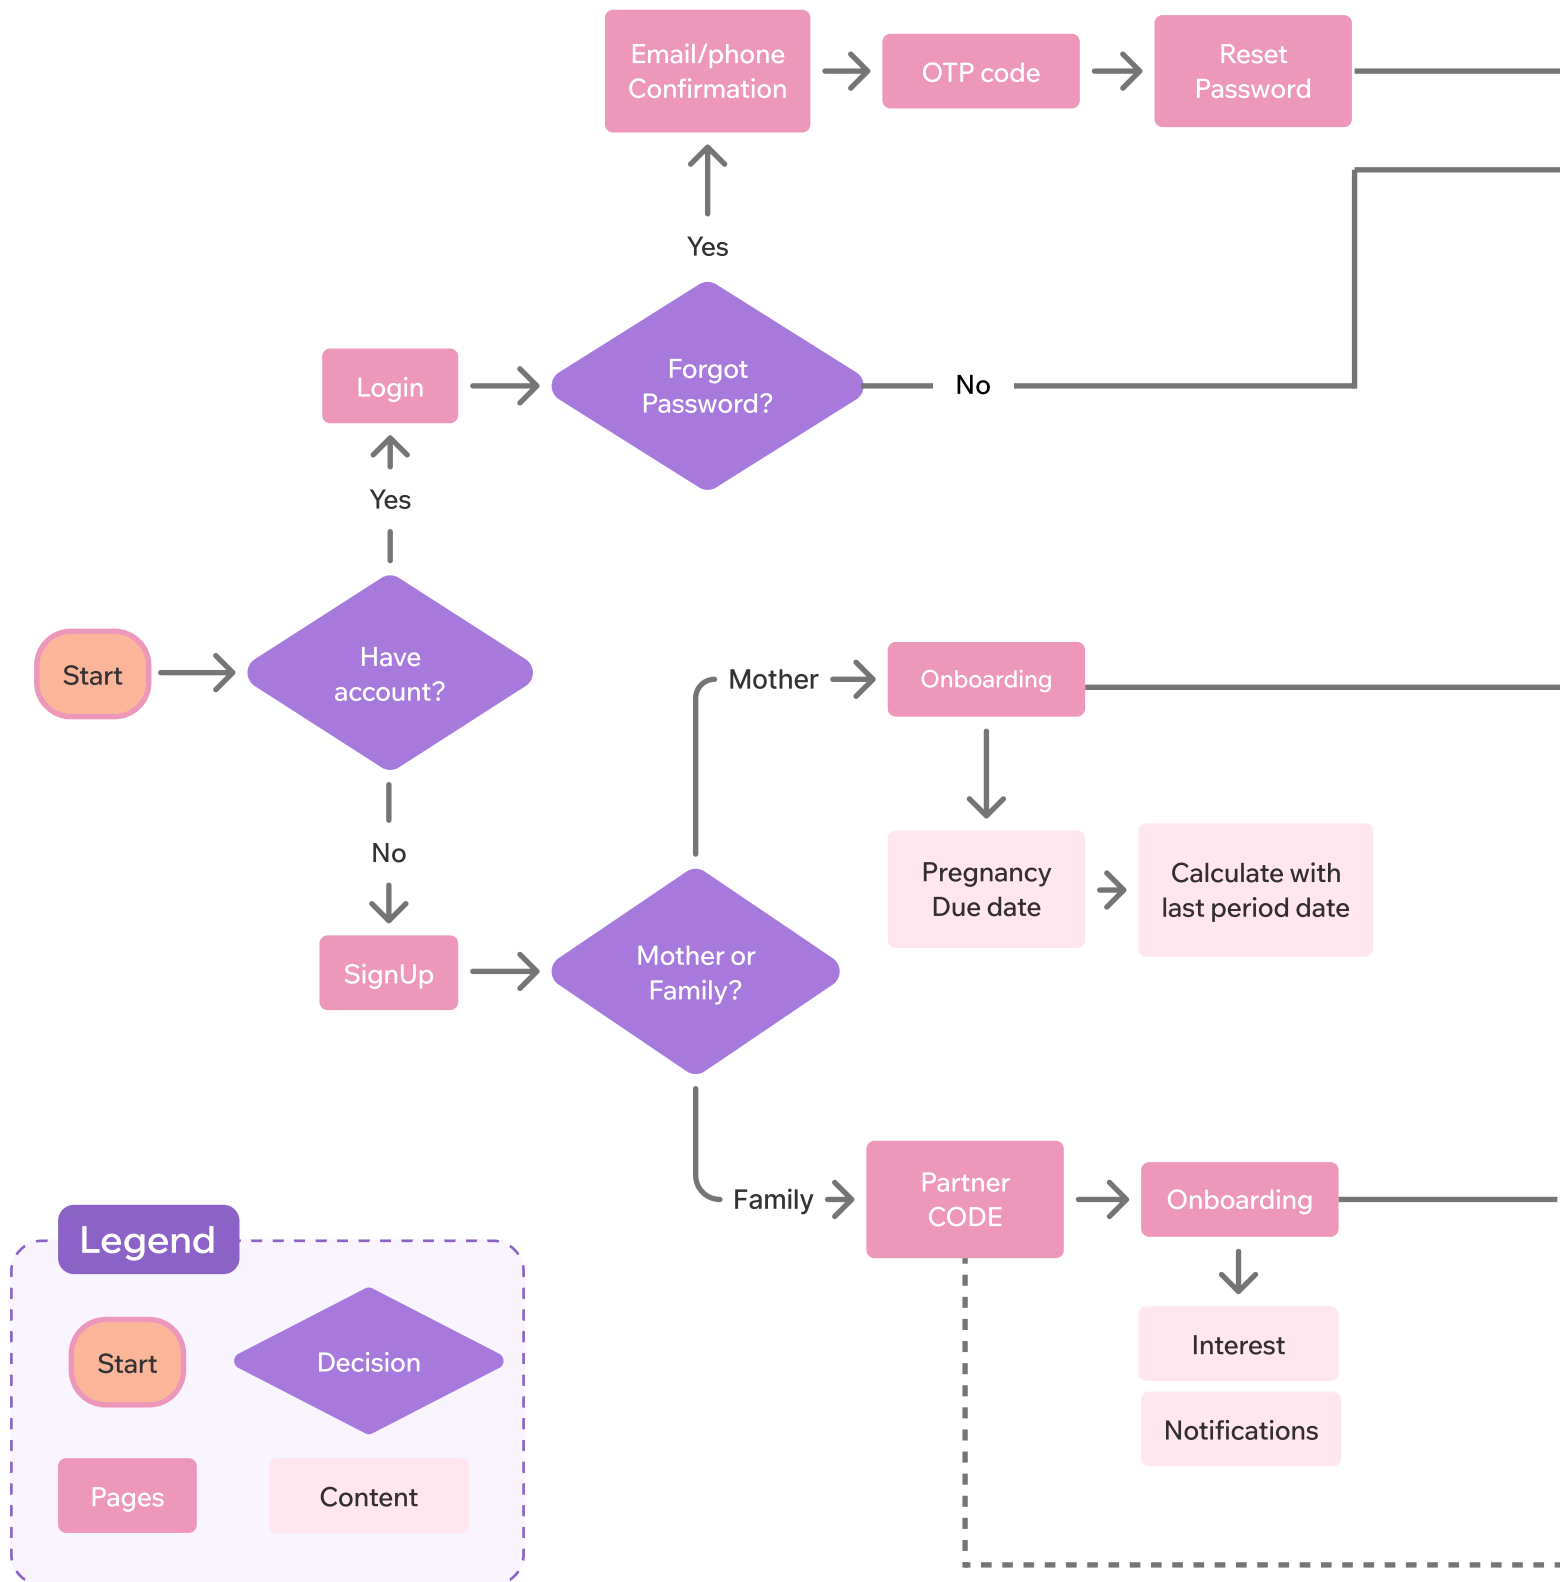 Email/phone
Confirmation
OTP code
Reset
Password
Yes
Login
Forgot
Password?
No
Yes
Start
Have
account?
Mother
Onboarding
No
Pregnancy
Due date
Calculate with
last period date
SignUp
Mother or
Family?
Family
Partner
CODE
Onboarding
Interest
Notifications
Legend
Start
Decision
Pages
Content